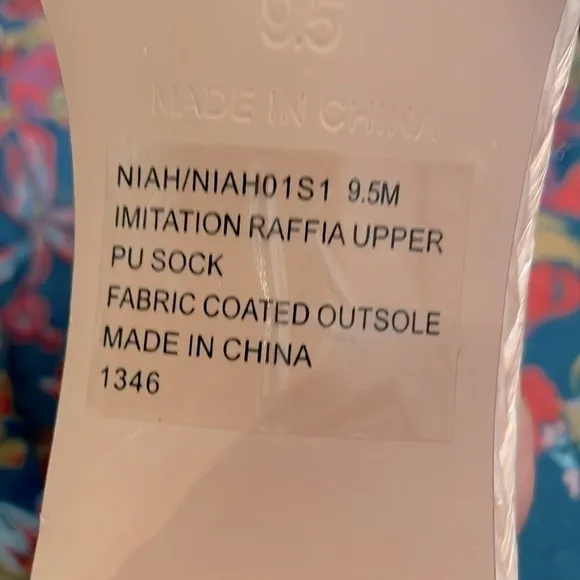 9.5
MADE IN CHINA
NIAH/NIAH01S1 9.5M
IMITATION RAFFIA UPPER
PU SOCK
FABRIC COATED OUTSOLE
MADE IN CHINA
1346